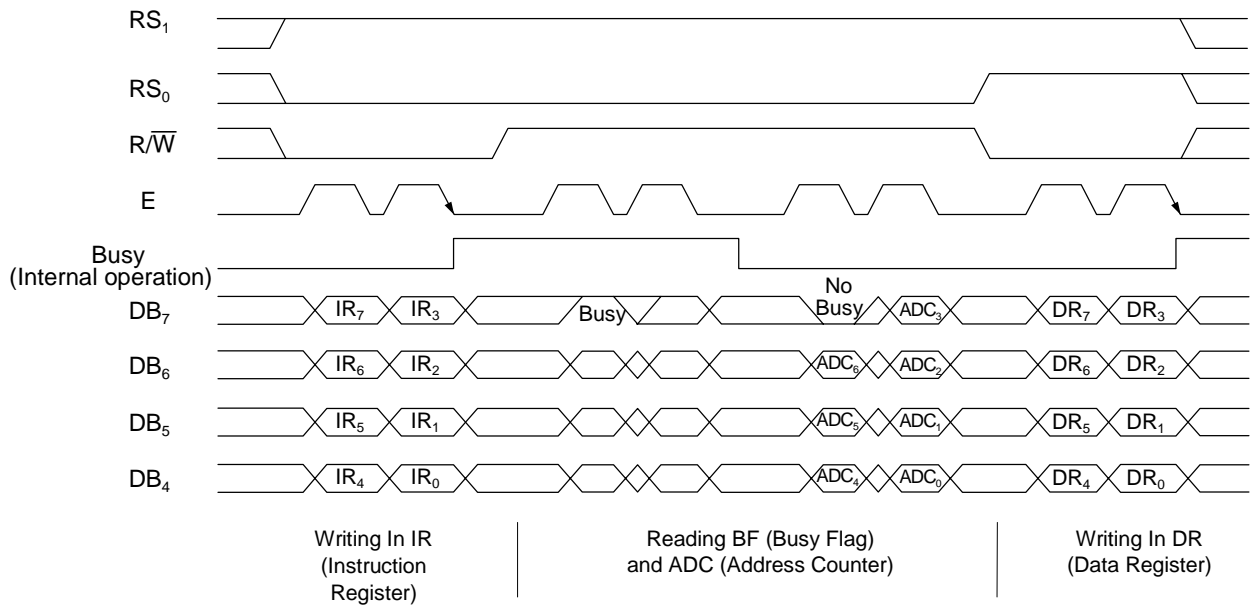 RS₁
RS₀
R/W̅
E
Busy
(Internal operation)
No
Busy
DB₇ IR₇ IR₃ Busy ADC₃ DR₇ DR₃
DB₆ IR₆ IR₂ ADC₆ ADC₂ DR₆ DR₂
DB₅ IR₅ IR₁ ADC₅ ADC₁ DR₅ DR₁
DB₄ IR₄ IR₀ ADC₄ ADC₀ DR₄ DR₀
Writing In IR
(Instruction
Register)
Reading BF (Busy Flag)
and ADC (Address Counter)
Writing In DR
(Data Register)